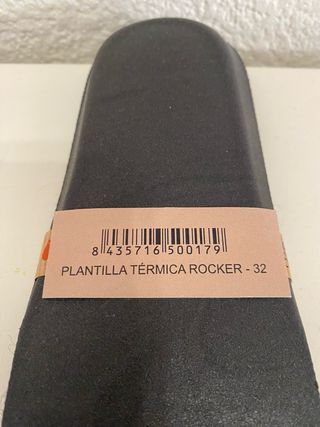 8 435716 500179
PLANTILLA TÉRMICA ROCKER - 32